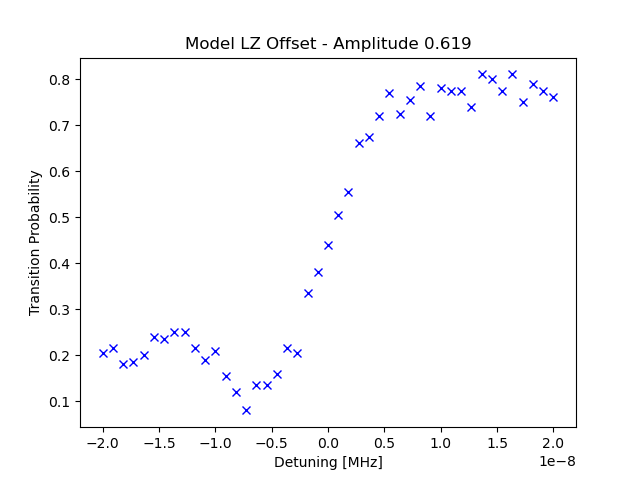 Model LZ Offset - Amplitude 0.619
Transition Probability
0.8
0.7
0.6
0.5
0.4
0.3
0.2
0.1
−2.0 −1.5 −1.0 −0.5 0.0 0.5 1.0 1.5 2.0
1e−8
Detuning [MHz]